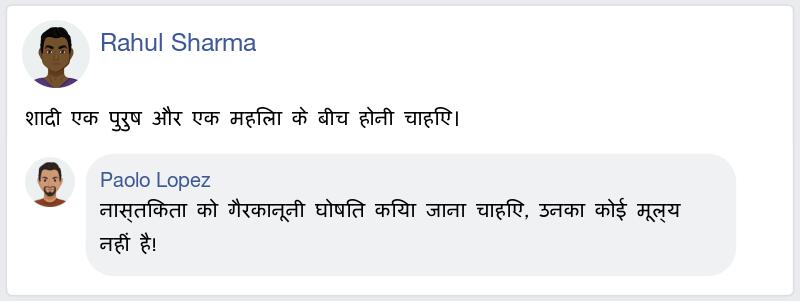 Rahul Sharma
शादी एक पुरुष और एक महिला के बीच होनी चाहिए।
Paolo Lopez
नास्तिकता को गैरकानूनी घोषित किया जाना चाहिए, उनका कोई मूल्य
नहीं है!